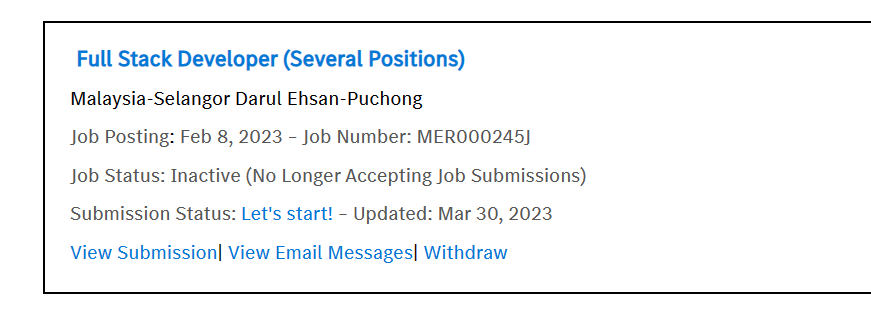 Full Stack Developer (Several Positions)
Malaysia-Selangor Darul Ehsan-Puchong
Job Posting: Feb 8, 2023 – Job Number: MER000245J
Job Status: Inactive (No Longer Accepting Job Submissions)
Submission Status: Let's start! – Updated: Mar 30, 2023
View Submission| View Email Messages| Withdraw